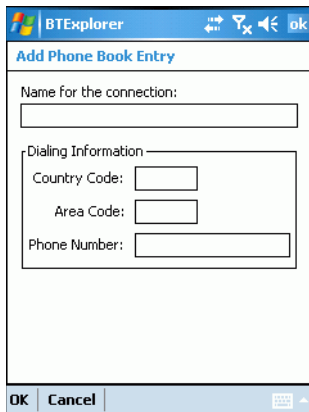 BTExplorer ok
Add Phone Book Entry
Name for the connection:
Dialing Information
Country Code:
Area Code:
Phone Number:
OK Cancel